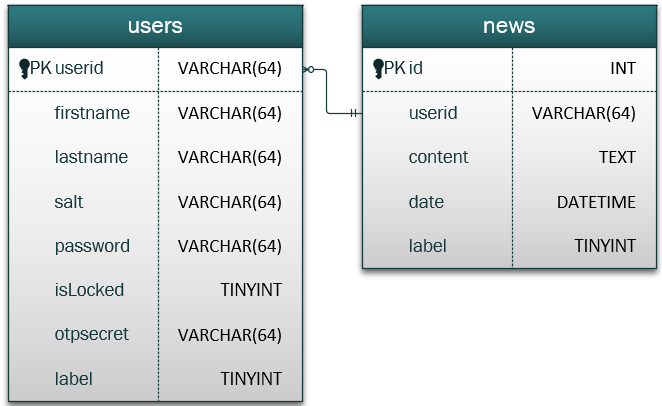 users
PK userid VARCHAR(64)
firstname VARCHAR(64)
lastname VARCHAR(64)
salt VARCHAR(64)
password VARCHAR(64)
isLocked TINYINT
otpsecret VARCHAR(64)
label TINYINT
news
PK id INT
userid VARCHAR(64)
content TEXT
date DATETIME
label TINYINT